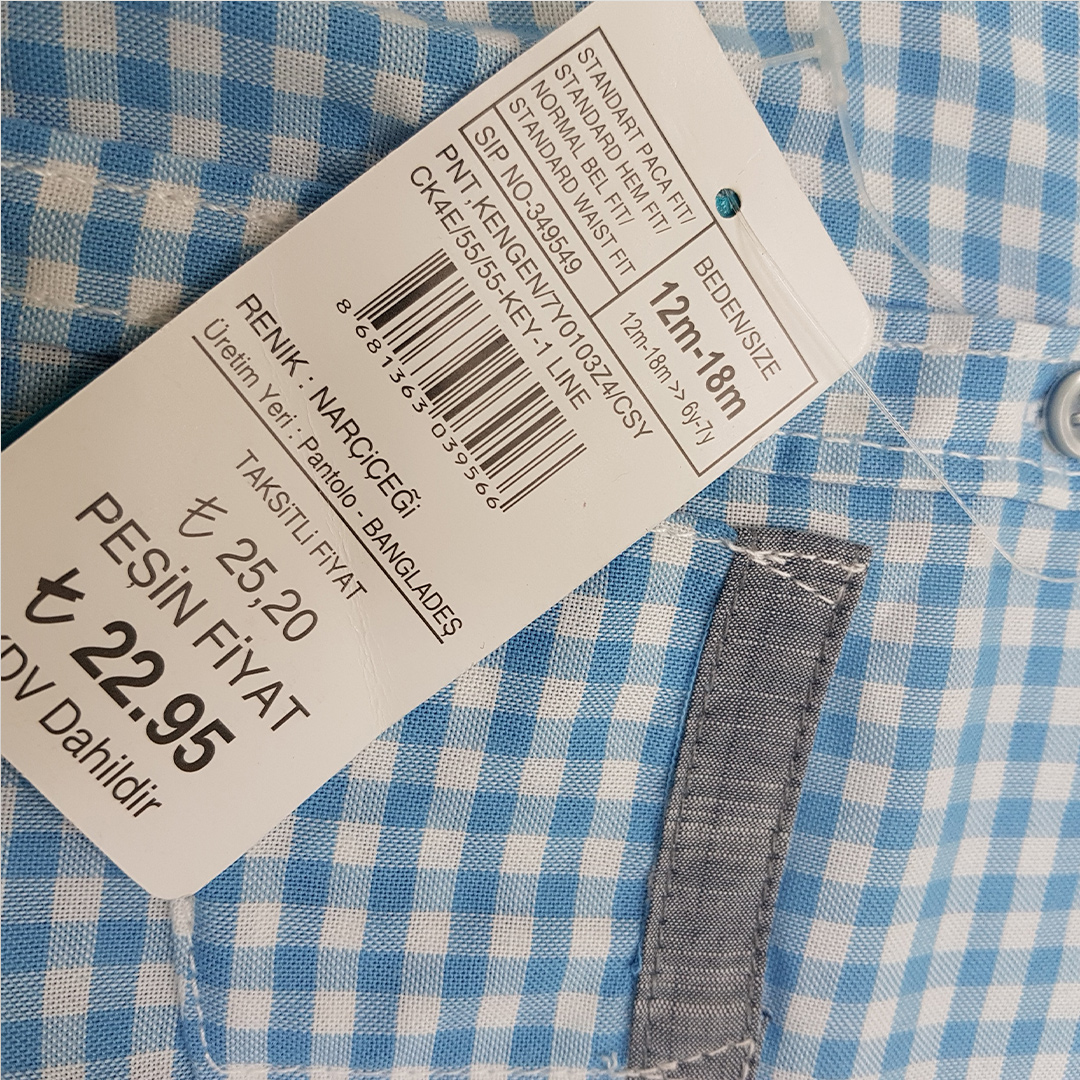 STANDART PACA FIT/
STANDARD HEM FIT/
NORMAL BEL FIT/
STANDARD WAIST FIT
BEDEN/SIZE
12m-18m
12m-18m >> 6y-7y
SIP NO-349549
PNT,KENGEN/7Y0103Z4/CSY
CK4E/55/55-KEY-1 LINE
8 681363 039566
RENK : NARÇİÇEĞİ
Üretim Yeri : Pantolo - BANGLADEŞ
TAKSİTLİ FİYAT
₺ 25,20
PEŞİN FİYAT
₺ 22.95
KDV Dahildir